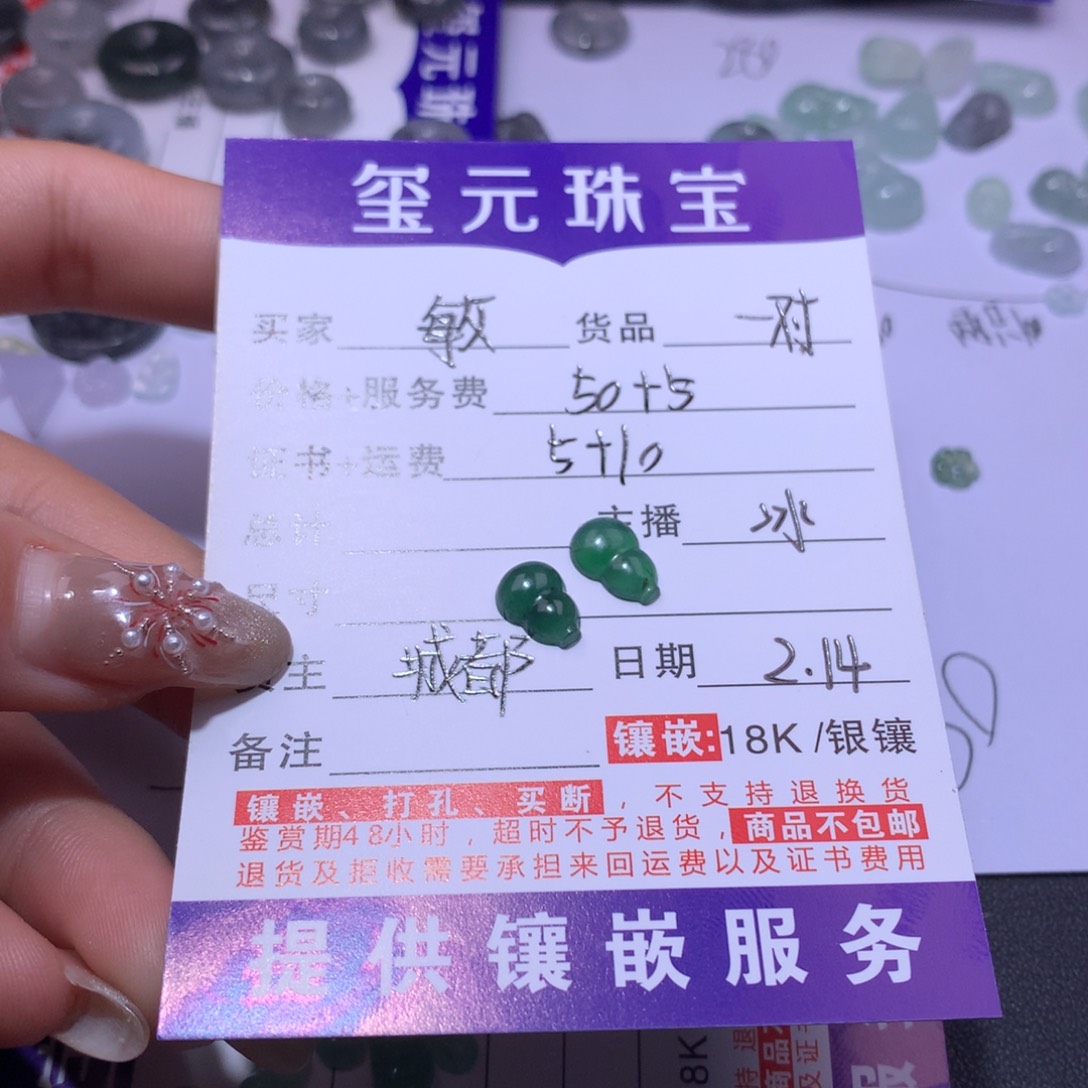 玺元珠宝
买家 敏 货品 一对
价格+服务费 50+5
证书+运费 5+10
总计 主播 冰
尺寸
主 城都 日期 2.14
备注 镶嵌:18K/银镶
镶嵌、打孔、买断，不支持退换货
鉴赏期48小时，超时不予退货，商品不包邮
退货及拒收需要承担来回运费以及证书费用
提供镶嵌服务
元珠
8K